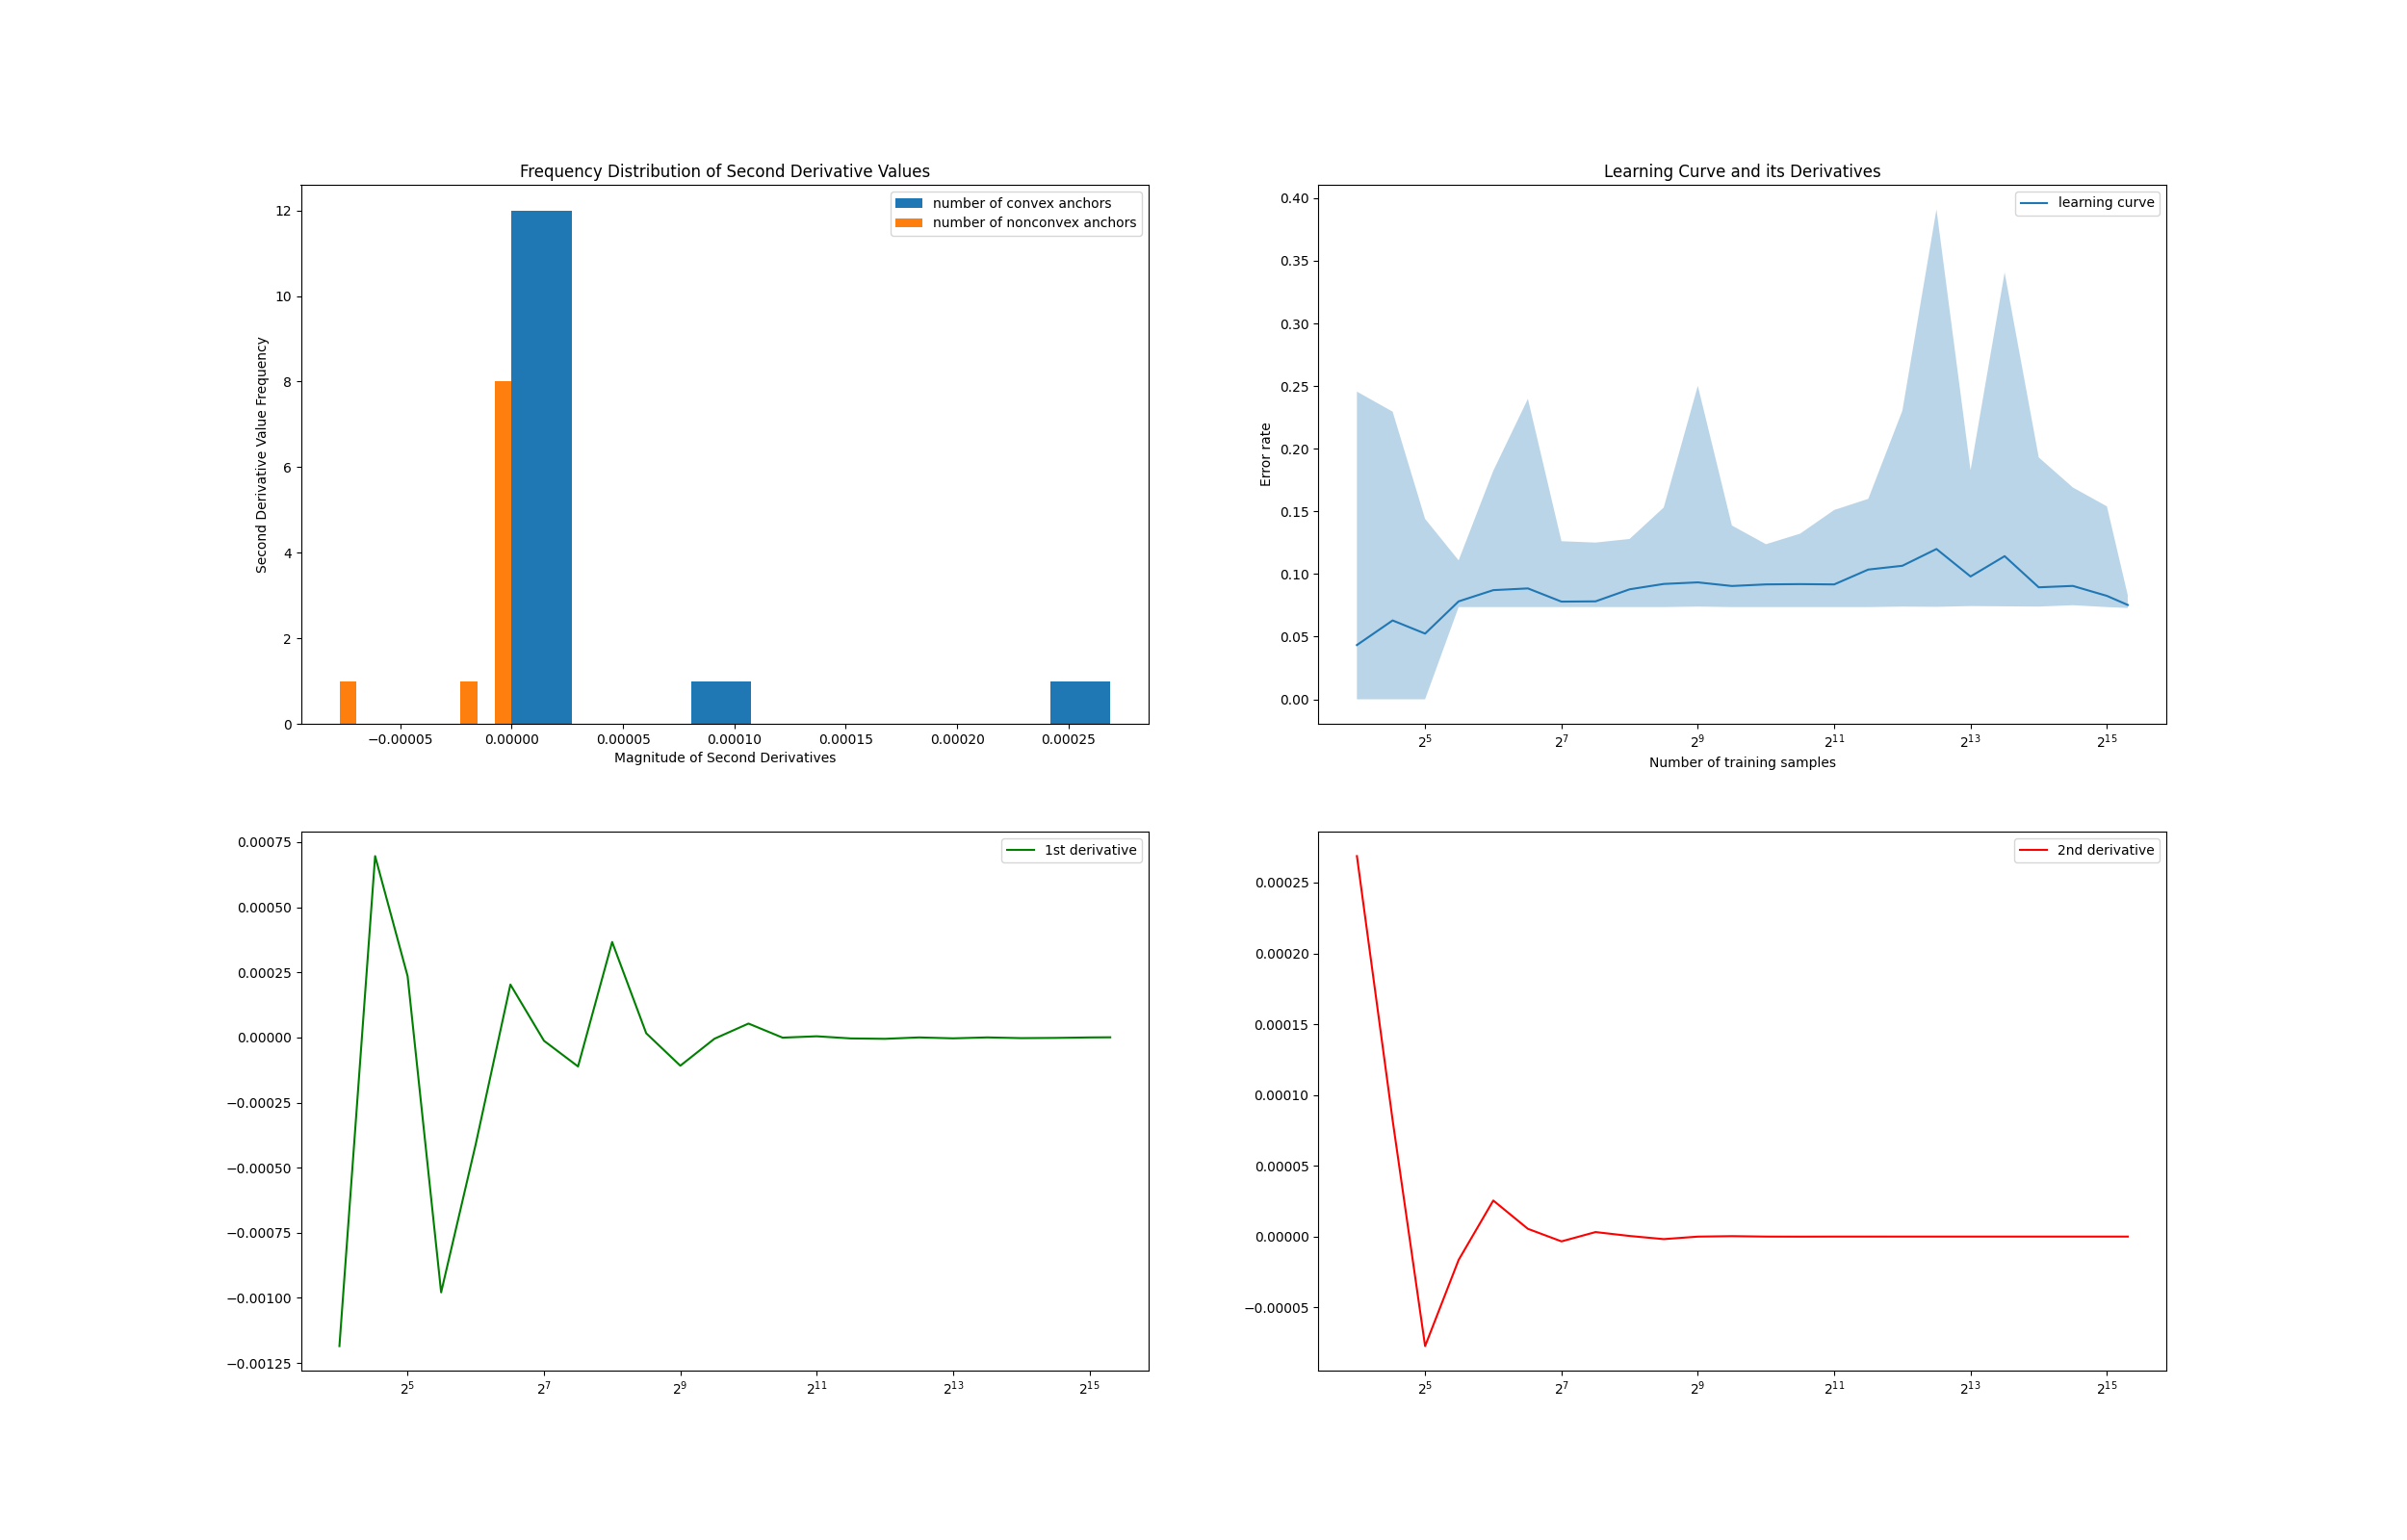 Frequency Distribution of Second Derivative Values
number of convex anchors
number of nonconvex anchors
12
10
8
6
4
2
0
Second Derivative Value Frequency
−0.00005 0.00000 0.00005 0.00010 0.00015 0.00020 0.00025
Magnitude of Second Derivatives
Learning Curve and its Derivatives
learning curve
0.40
0.35
0.30
0.25
0.20
0.15
0.10
0.05
0.00
Error rate
2^5 2^7 2^9 2^11 2^13 2^15
Number of training samples
1st derivative
0.00075
0.00050
0.00025
0.00000
−0.00025
−0.00050
−0.00075
−0.00100
−0.00125
2^5 2^7 2^9 2^11 2^13 2^15
2nd derivative
0.00025
0.00020
0.00015
0.00010
0.00005
0.00000
−0.00005
2^5 2^7 2^9 2^11 2^13 2^15